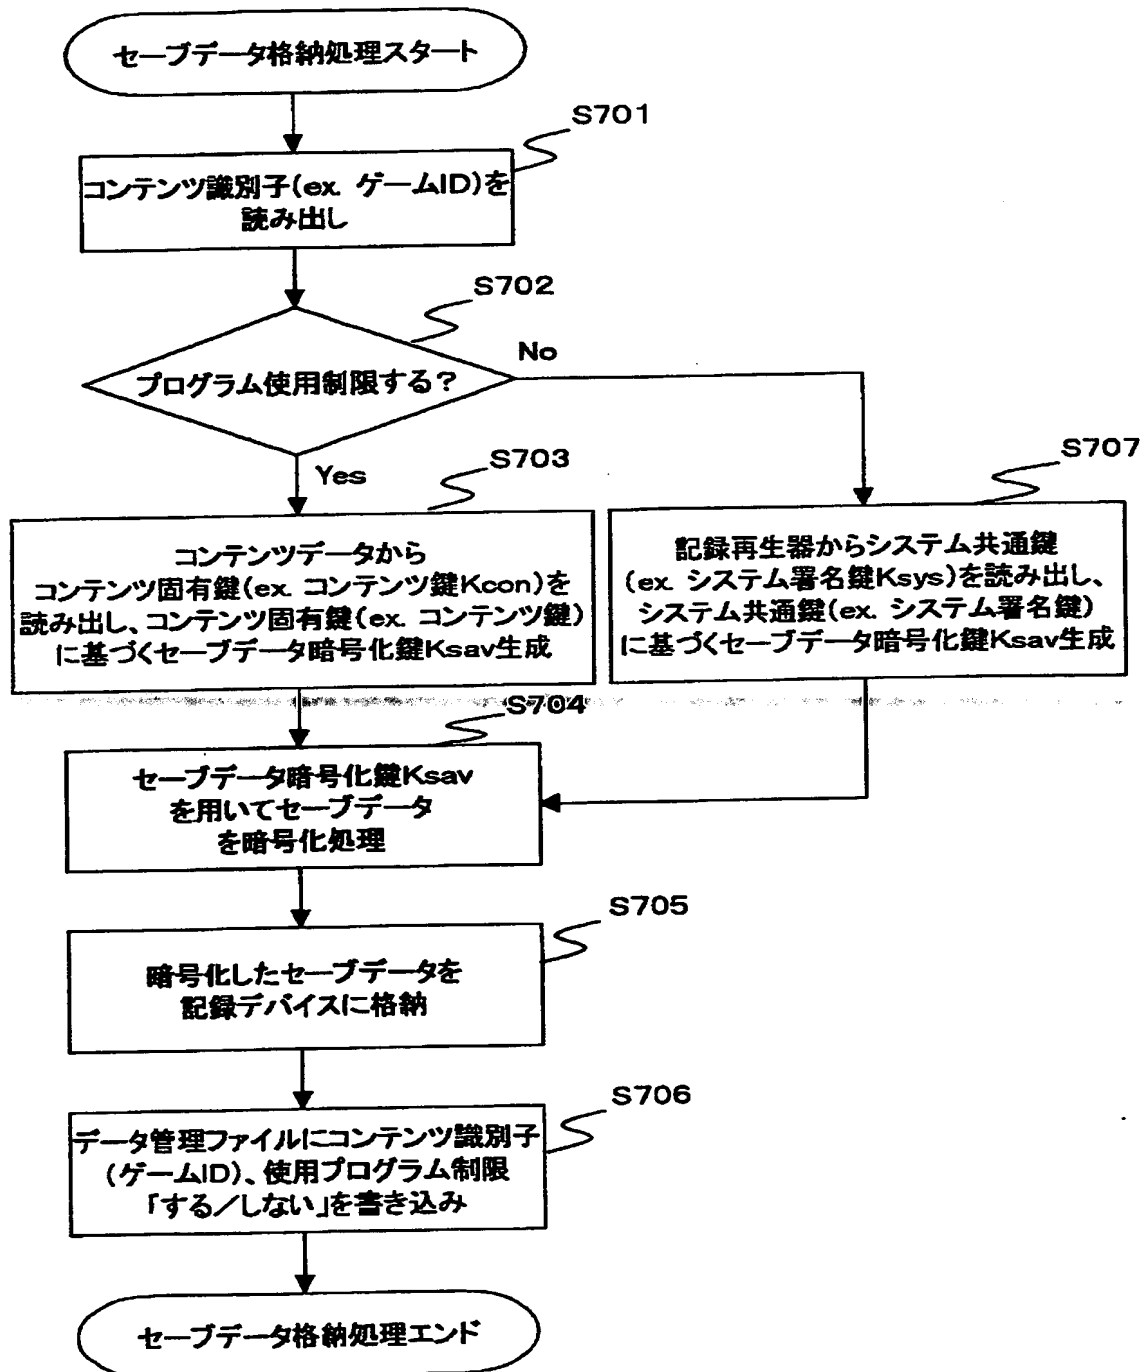 セーブデータ格納処理スタート
S701
コンテンツ識別子(ex. ゲームID)を
読み出し
S702
プログラム使用制限する?
No
Yes
S703
コンテンツデータから
コンテンツ固有鍵(ex. コンテンツ鍵Kcon)を
読み出し、コンテンツ固有鍵(ex. コンテンツ鍵)
に基づくセーブデータ暗号化鍵Ksav生成
S707
記録再生器からシステム共通鍵
(ex. システム署名鍵Ksys)を読み出し、
システム共通鍵(ex. システム署名鍵)
に基づくセーブデータ暗号化鍵Ksav生成
S704
セーブデータ暗号化鍵Ksav
を用いてセーブデータ
を暗号化処理
S705
暗号化したセーブデータを
記録デバイスに格納
S706
データ管理ファイルにコンテンツ識別子
(ゲームID)、使用プログラム制限
「する/しない」を書き込み
セーブデータ格納処理エンド